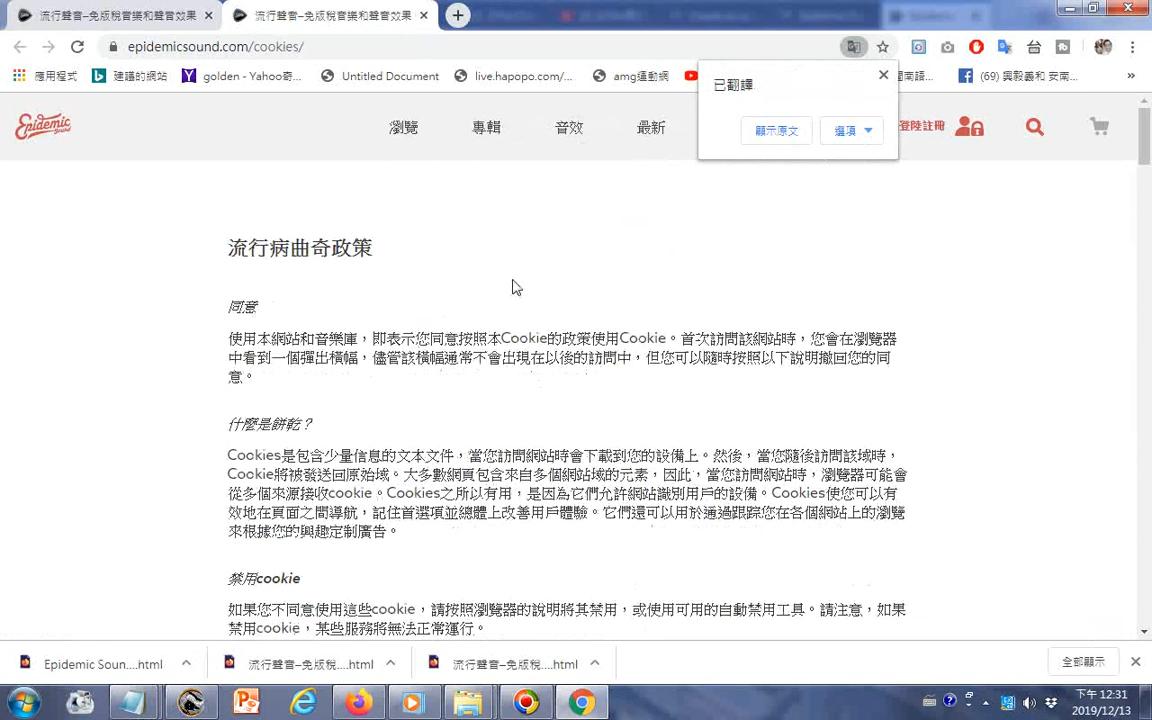 流行聲音–免版稅音樂和聲音效果
流行聲音–免版稅音樂和聲音效果
epidemicsound.com/cookies/
應用程式
建議的網站
golden - Yahoo奇...
Untitled Document
live.hapopo.com/...
amg運動網
(69) 興毅義和 安南...
»
已翻譯
顯示原文
選項
Epidemic Sound
瀏覽
專輯
音效
最新
登陸註冊
流行病曲奇政策
同意
使用本網站和音樂庫，即表示您同意按照本Cookie的政策使用Cookie。首次訪問該網站時，您會在瀏覽器
中看到一個彈出橫幅，儘管該橫幅通常不會出現在以後的訪問中，但您可以隨時按照以下說明撤回您的同
意。
什麼是餅乾？
Cookies是包含少量信息的文本文件，當您訪問網站時會下載到您的設備上。然後，當您隨後訪問該域時，
Cookie將被發送回原始域。大多數網頁包含來自多個網站域的元素，因此，當您訪問網站時，瀏覽器可能會
從多個來源接收cookie。Cookies之所以有用，是因為它們允許網站識別用戶的設備。Cookies使您可以有
效地在頁面之間導航，記住首選項並總體上改善用戶體驗。它們還可以用於通過跟踪您在各個網站上的瀏覽
來根據您的興趣定制廣告。
禁用cookie
如果您不同意使用這些cookie，請按照瀏覽器的說明將其禁用，或使用可用的自動禁用工具。請注意，如果
禁用cookie，某些服務將無法正常運行。
Epidemic Soun....html
流行聲音–免版稅....html
流行聲音–免版稅....html
全部顯示
下午 12:31
2019/12/13